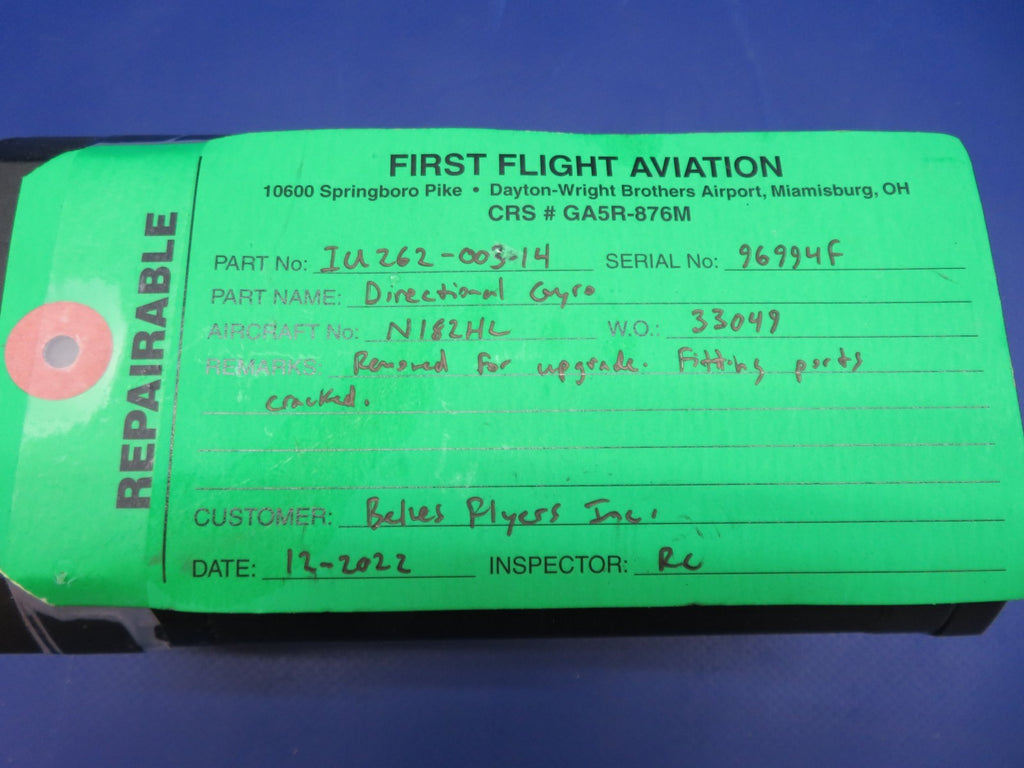 FIRST FLIGHT AVIATION
10600 Springboro Pike • Dayton-Wright Brothers Airport, Miamisburg, OH
CRS # GA5R-876M
PART No: IU262-003-14 SERIAL No: 96994F
PART NAME: Directional Gyro
AIRCRAFT No: N182HL W.O.: 33049
REMARKS: Removed for upgrade. Fitting ports
cracked.
CUSTOMER: Flyers Inc.
DATE: 12-2022 INSPECTOR: RC
REPAIRABLE